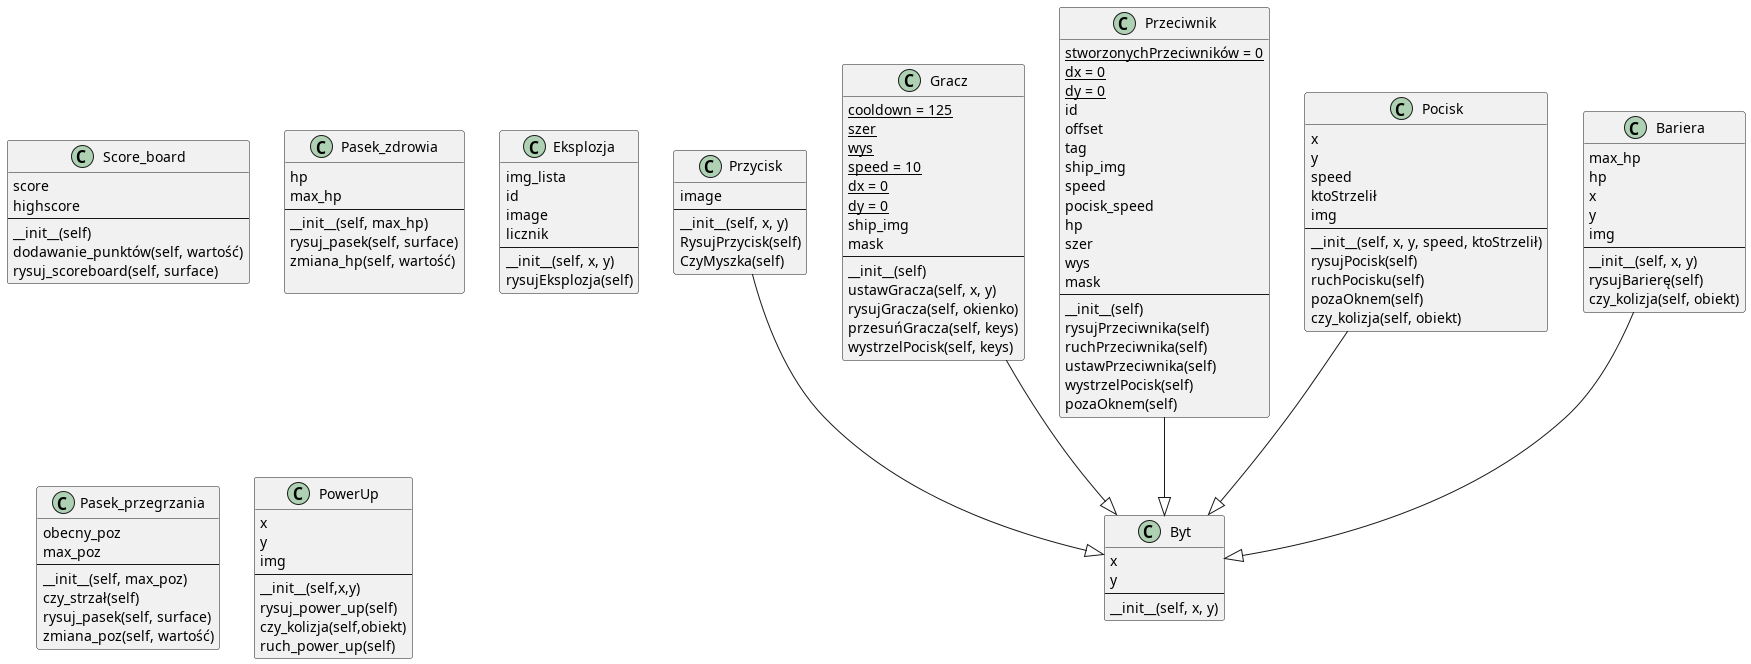 C Score_board
score
highscore
__init__(self)
dodawanie_punktów(self, wartość)
rysuj_scoreboard(self, surface)
C Pasek_zdrowia
hp
max_hp
__init__(self, max_hp)
rysuj_pasek(self, surface)
zmiana_hp(self, wartość)
C Eksplozja
img_lista
id
image
licznik
__init__(self, x, y)
rysujEksplozja(self)
C Przycisk
image
__init__(self, x, y)
RysujPrzycisk(self)
CzyMyszka(self)
C Gracz
cooldown = 125
szer
wys
speed = 10
dx = 0
dy = 0
ship_img
mask
__init__(self)
ustawGracza(self, x, y)
rysujGracza(self, okienko)
przesuńGracza(self, keys)
wystrzelPocisk(self, keys)
C Przeciwnik
stworzonychPrzeciwników = 0
dx = 0
dy = 0
id
offset
tag
ship_img
speed
pocisk_speed
hp
szer
wys
mask
__init__(self)
rysujPrzeciwnika(self)
ruchPrzeciwnika(self)
ustawPrzeciwnika(self)
wystrzelPocisk(self)
pozaOknem(self)
C Pocisk
x
y
speed
ktoStrzelił
img
__init__(self, x, y, speed, ktoStrzelił)
rysujPocisk(self)
ruchPocisku(self)
pozaOknem(self)
czy_kolizja(self, obiekt)
C Bariera
max_hp
hp
x
y
img
__init__(self, x, y)
rysujBarierę(self)
czy_kolizja(self, obiekt)
C Pasek_przegrzania
obecny_poz
max_poz
__init__(self, max_poz)
czy_strzał(self)
rysuj_pasek(self, surface)
zmiana_poz(self, wartość)
C PowerUp
x
y
img
__init__(self,x,y)
rysuj_power_up(self)
czy_kolizja(self,obiekt)
ruch_power_up(self)
C Byt
x
y
__init__(self, x, y)